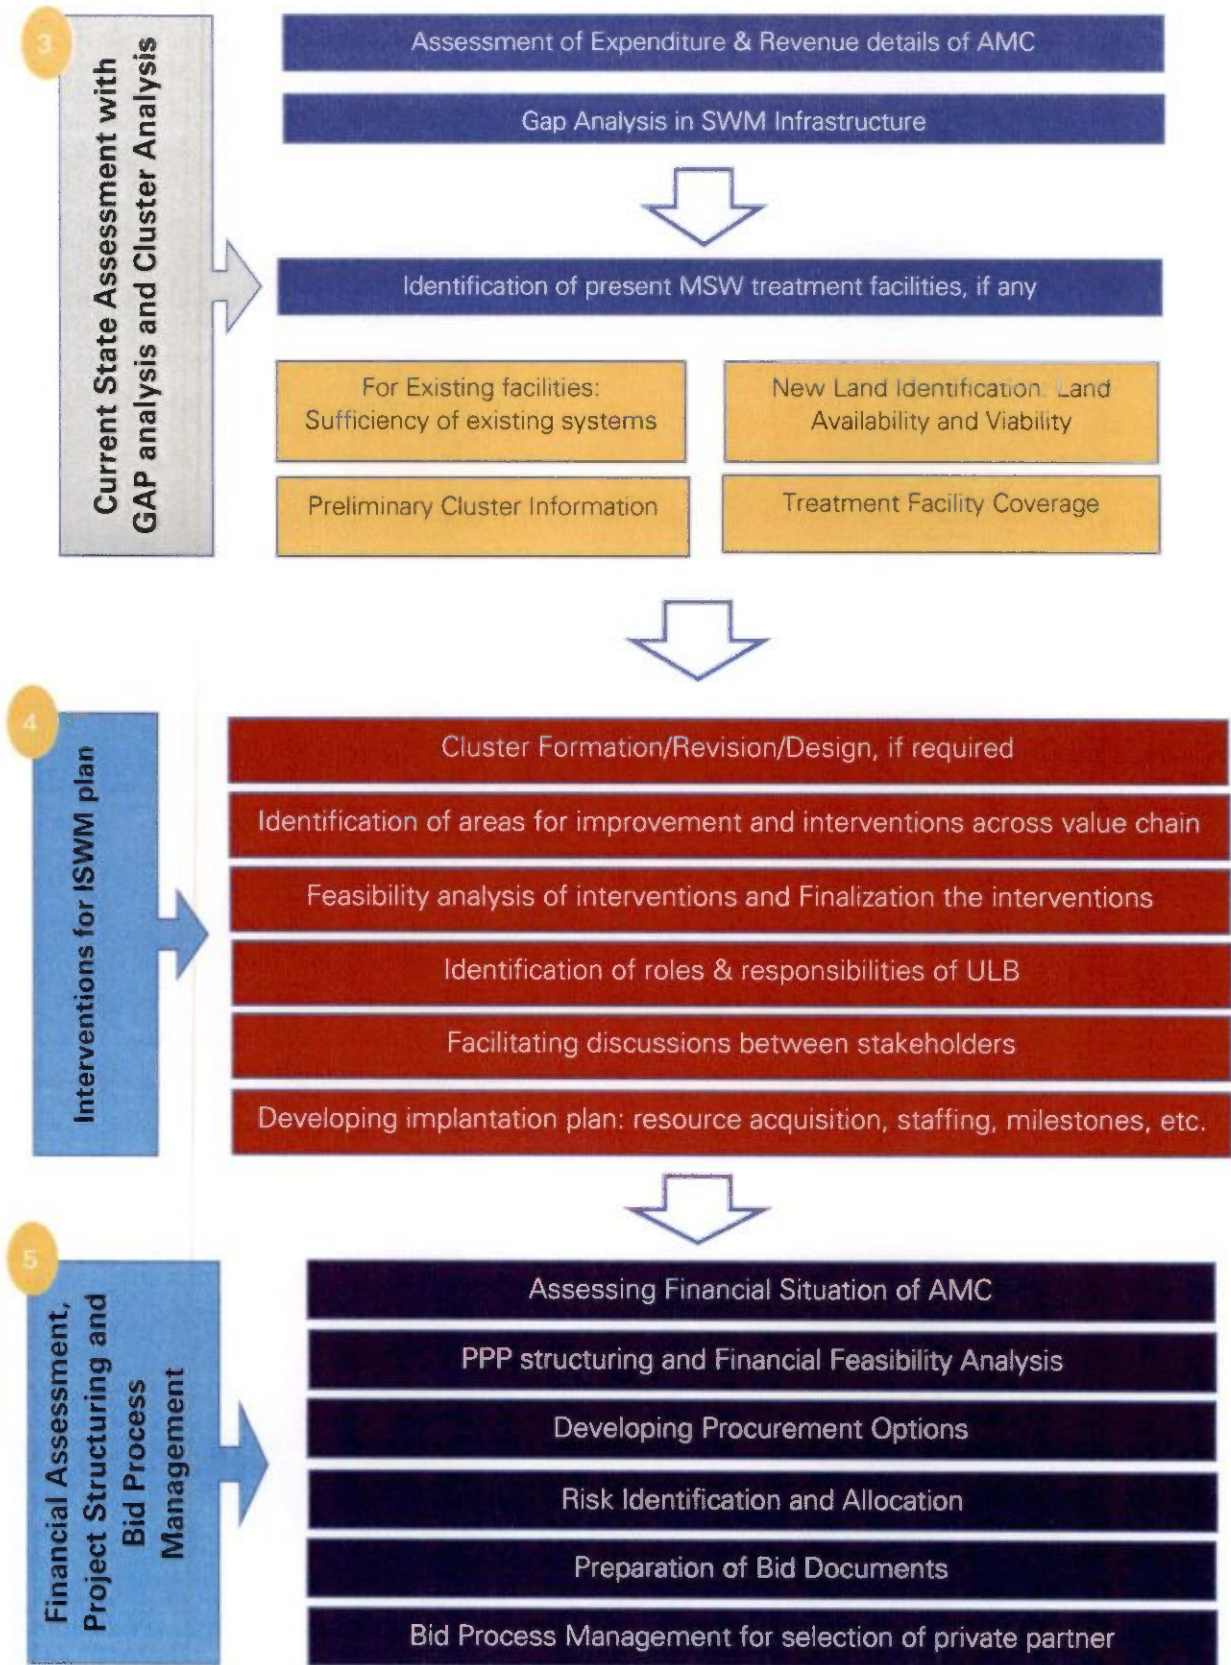 3
Current State Assessment with
GAP analysis and Cluster Analysis
Assessment of Expenditure & Revenue details of AMC
Gap Analysis in SWM Infrastructure
Identification of present MSW treatment facilities, if any
For Existing facilities:
Sufficiency of existing systems
New Land Identification: Land
Availability and Viability
Preliminary Cluster Information
Treatment Facility Coverage
4
Interventions for ISWM plan
Cluster Formation/Revision/Design, if required
Identification of areas for improvement and interventions across value chain
Feasibility analysis of interventions and Finalization the interventions
Identification of roles & responsibilities of ULB
Facilitating discussions between stakeholders
Developing implantation plan: resource acquisition, staffing, milestones, etc.
5
Financial Assessment,
Project Structuring and
Bid Process
Management
Assessing Financial Situation of AMC
PPP structuring and Financial Feasibility Analysis
Developing Procurement Options
Risk Identification and Allocation
Preparation of Bid Documents
Bid Process Management for selection of private partner